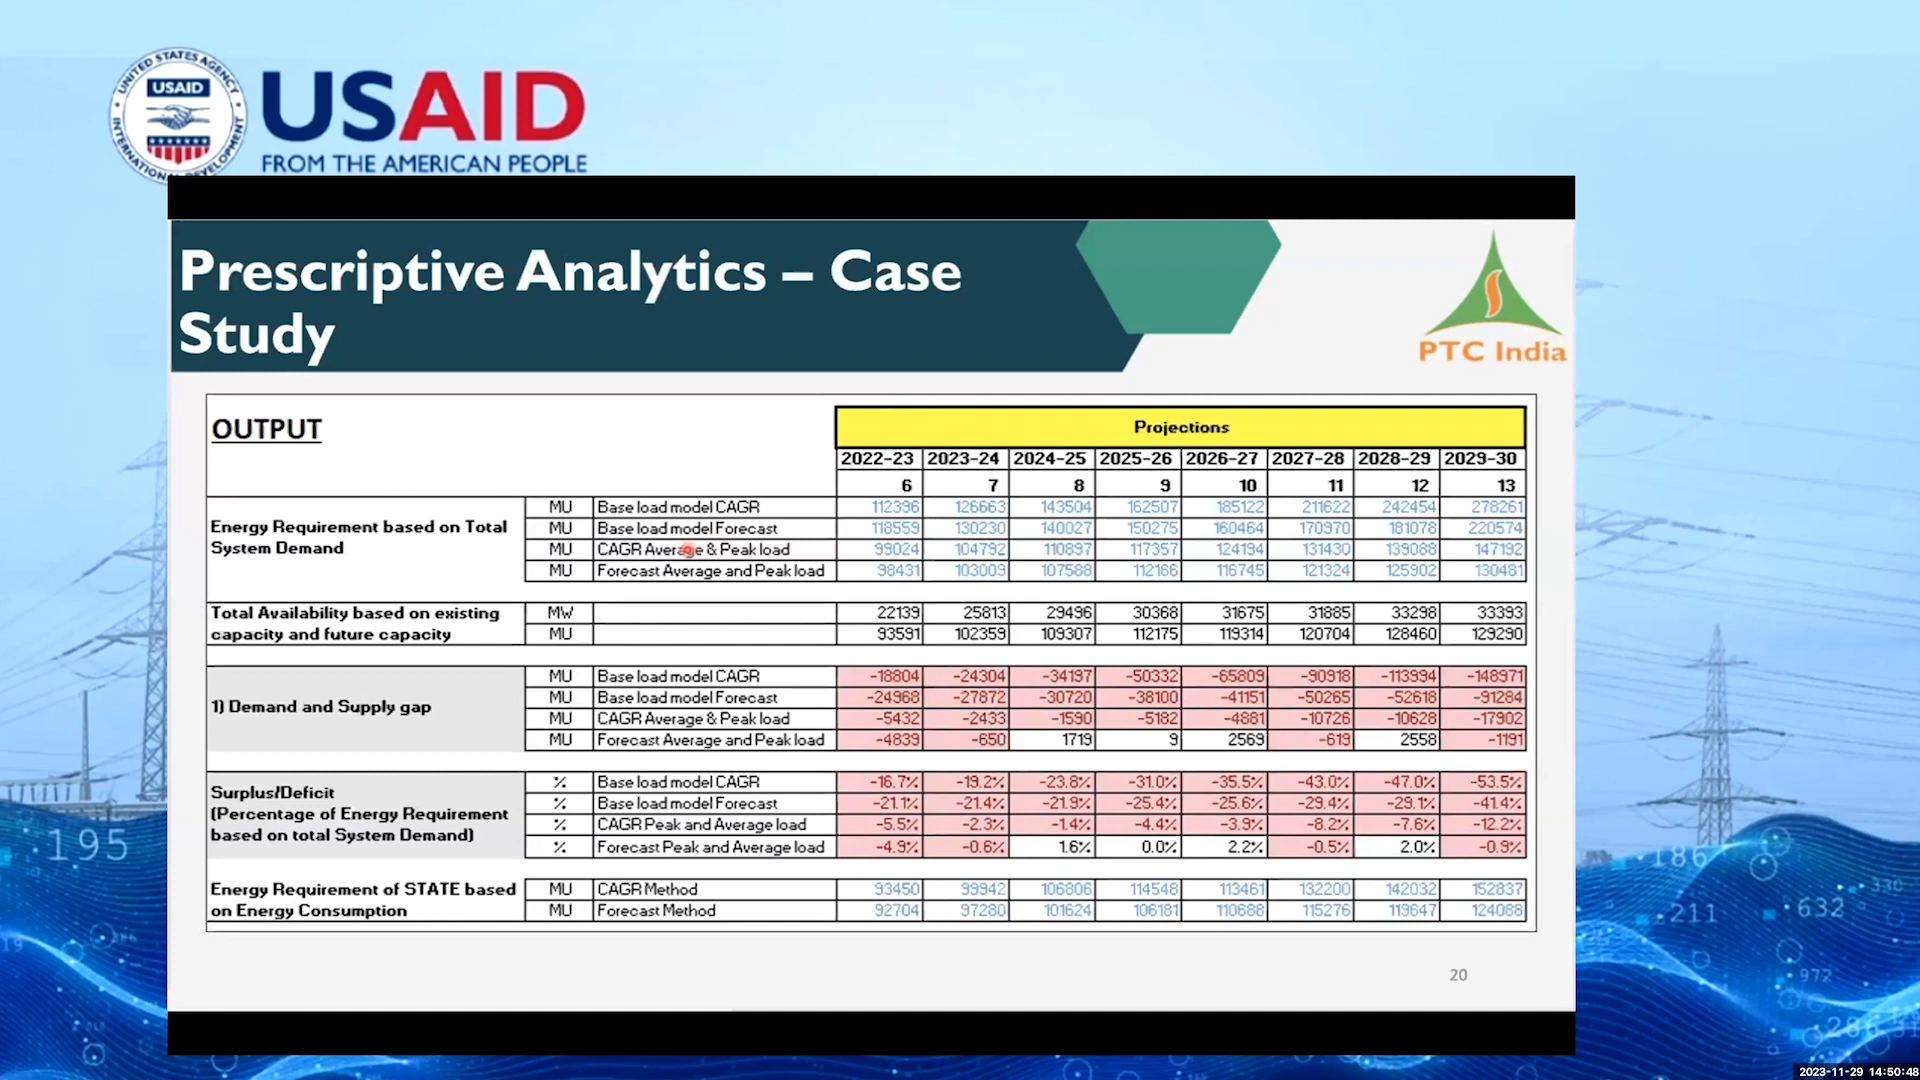 UNITED STATES AGENCY
USAID
INTERNATIONAL DEVELOPMENT
USAID
FROM THE AMERICAN PEOPLE
Prescriptive Analytics – Case
Study
PTC India
OUTPUT
Projections
2022-23 2023-24 2024-25 2025-26 2026-27 2027-28 2028-29 2029-30
6 7 8 9 10 11 12 13
Energy Requirement based on Total
System Demand
MU Base load model CAGR 112396 126663 143504 162507 185122 211622 242454 278261
MU Base load model Forecast 118559 130230 140027 150275 160464 170970 181078 220574
MU CAGR Average & Peak load 99024 104792 110897 117357 124194 131430 139088 147192
MU Forecast Average and Peak load 98431 103009 107588 112166 116745 121324 125902 130481
Total Availability based on existing
capacity and future capacity
MW 22139 25813 29496 30368 31675 31885 33298 33393
MU 93591 102359 109307 112175 119314 120704 128460 129290
1) Demand and Supply gap
MU Base load model CAGR -18804 -24304 -34197 -50332 -65809 -90918 -113994 -148971
MU Base load model Forecast -24968 -27872 -30720 -38100 -41151 -50265 -52618 -91284
MU CAGR Average & Peak load -5432 -2433 -1590 -5182 -4881 -10726 -10628 -17902
MU Forecast Average and Peak load -4839 -650 1719 9 2569 -619 2558 -1191
Surplus/Deficit
(Percentage of Energy Requirement
based on total System Demand)
% Base load model CAGR -16.7% -19.2% -23.8% -31.0% -35.5% -43.0% -47.0% -53.5%
% Base load model Forecast -21.1% -21.4% -21.9% -25.4% -25.6% -29.4% -29.1% -41.4%
% CAGR Peak and Average load -5.5% -2.3% -1.4% -4.4% -3.9% -8.2% -7.6% -12.2%
% Forecast Peak and Average load -4.9% -0.6% 1.6% 0.0% 2.2% -0.5% 2.0% -0.9%
Energy Requirement of STATE based
on Energy Consumption
MU CAGR Method 93450 99942 106806 114548 113461 132200 142032 152837
MU Forecast Method 92704 97280 101624 106181 110688 115276 119647 124088
20
195
186
330
211
632
972
2023-11-29 14:50:48